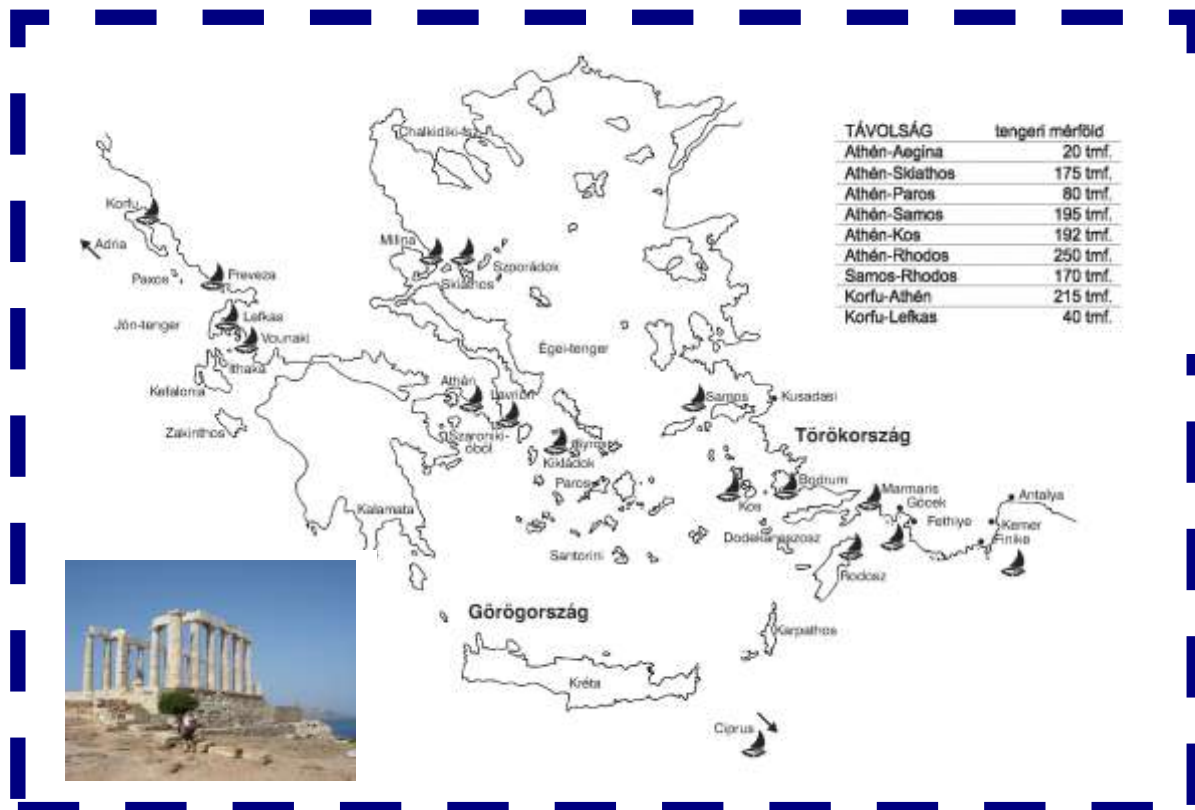 Chalkidiki-fsz.
TÁVOLSÁG tengeri mérföld
Athén-Aegina 20 tmf.
Athén-Skiathos 175 tmf.
Athén-Paros 80 tmf.
Athén-Samos 195 tmf.
Athén-Kos 192 tmf.
Athén-Rhodos 250 tmf.
Samos-Rhodos 170 tmf.
Korfu-Athén 215 tmf.
Korfu-Lefkas 40 tmf.
Korfu
Adria
Paxos
Preveza
Jón-tenger
Lefkas
Vounaki
Ithaka
Kefalonia
Zakinthos
Milina
Skiathos
Szporádok
Égei-tenger
Athén
Lavrion
Szaroniki-
öböl
Kikládok
Paros
Kalamata
Santorini
Samos
Kusadasi
Törökország
Bodrum
Kos
Marmaris
Göcek
Fethiye
Antalya
Kemer
Finike
Dodekaneszosz
Rodosz
Görögország
Karpathos
Kréta
Ciprus